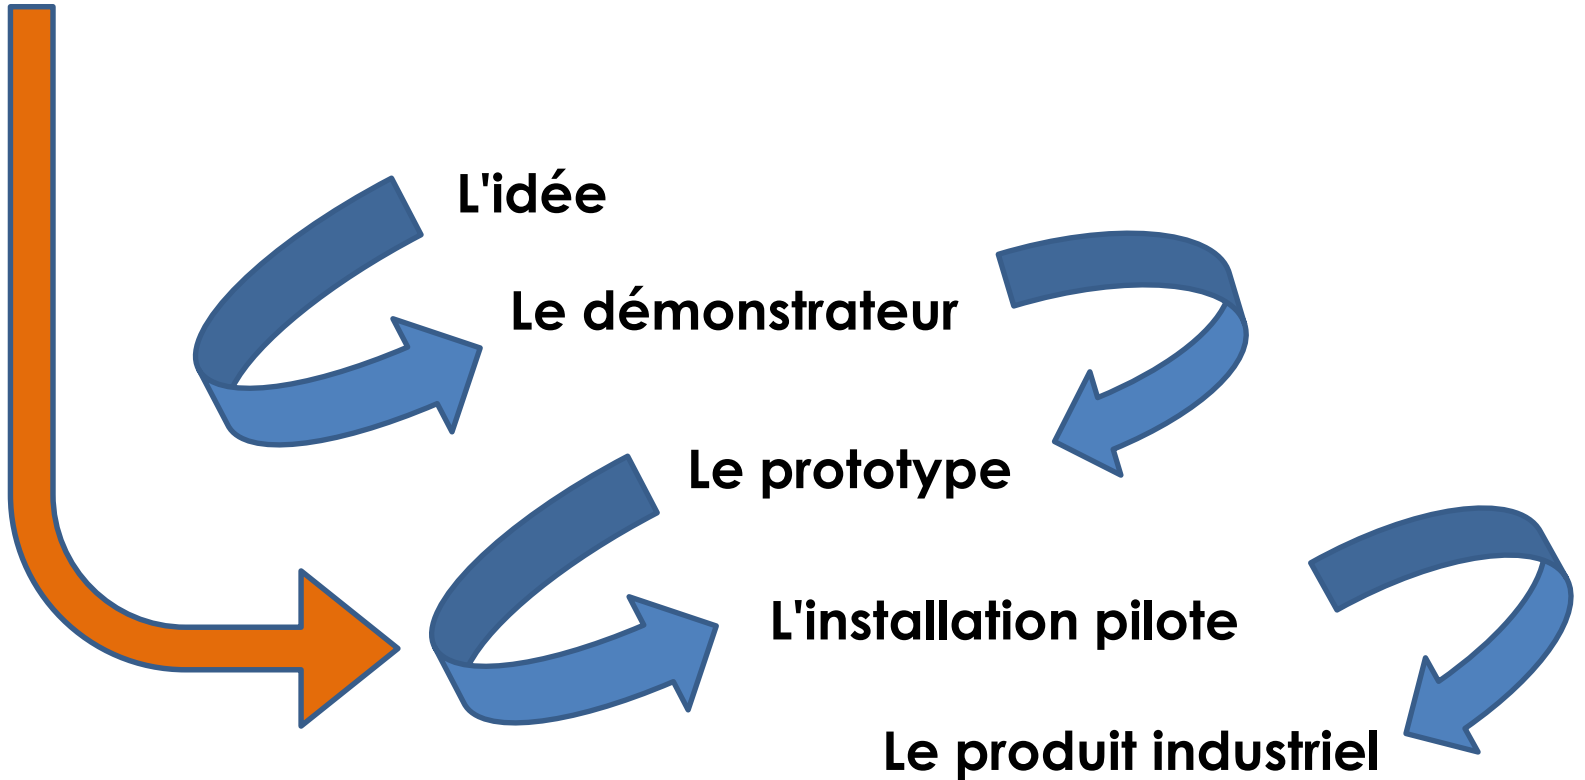 L'idée
Le démonstrateur
Le prototype
L'installation pilote
Le produit industriel